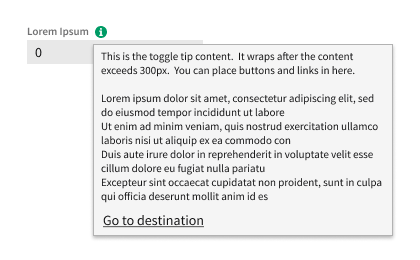 Lorem Ipsum
0
This is the toggle tip content.  It wraps after the content
exceeds 300px.  You can place buttons and links in here.
Lorem ipsum dolor sit amet, consectetur adipiscing elit, sed
do eiusmod tempor incididunt ut labore
Ut enim ad minim veniam, quis nostrud exercitation ullamco
laboris nisi ut aliquip ex ea commodo con
Duis aute irure dolor in reprehenderit in voluptate velit esse
cillum dolore eu fugiat nulla pariatu
Excepteur sint occaecat cupidatat non proident, sunt in culpa
qui officia deserunt mollit anim id es
Go to destination